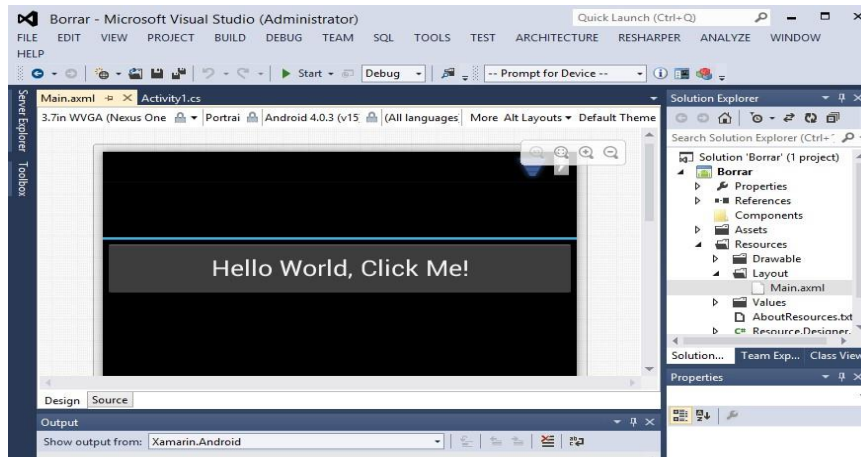 Borrar - Microsoft Visual Studio (Administrator)
Quick Launch (Ctrl+Q)
FILE EDIT VIEW PROJECT BUILD DEBUG TEAM SQL TOOLS TEST ARCHITECTURE RESHARPER ANALYZE WINDOW
HELP
Start Debug -- Prompt for Device --
Server Explorer
Toolbox
Main.axml Activity1.cs
3.7in WVGA (Nexus One Portrai Android 4.0.3 (v15 (All languages More Alt Layouts Default Theme
Hello World, Click Me!
Design Source
Output
Show output from: Xamarin.Android
Solution Explorer
Search Solution Explorer (Ctrl+
Solution 'Borrar' (1 project)
Borrar
Properties
References
Components
Assets
Resources
Drawable
Layout
Main.axml
Values
AboutResources.txt
C# Resource.Designer.
Solution... Team Exp... Class View
Properties